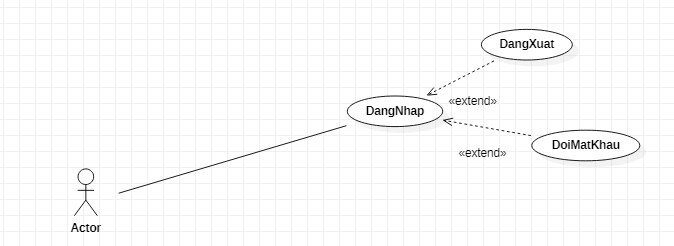 DangXuat
«extend»
DangNhap
«extend»
DoiMatKhau
Actor